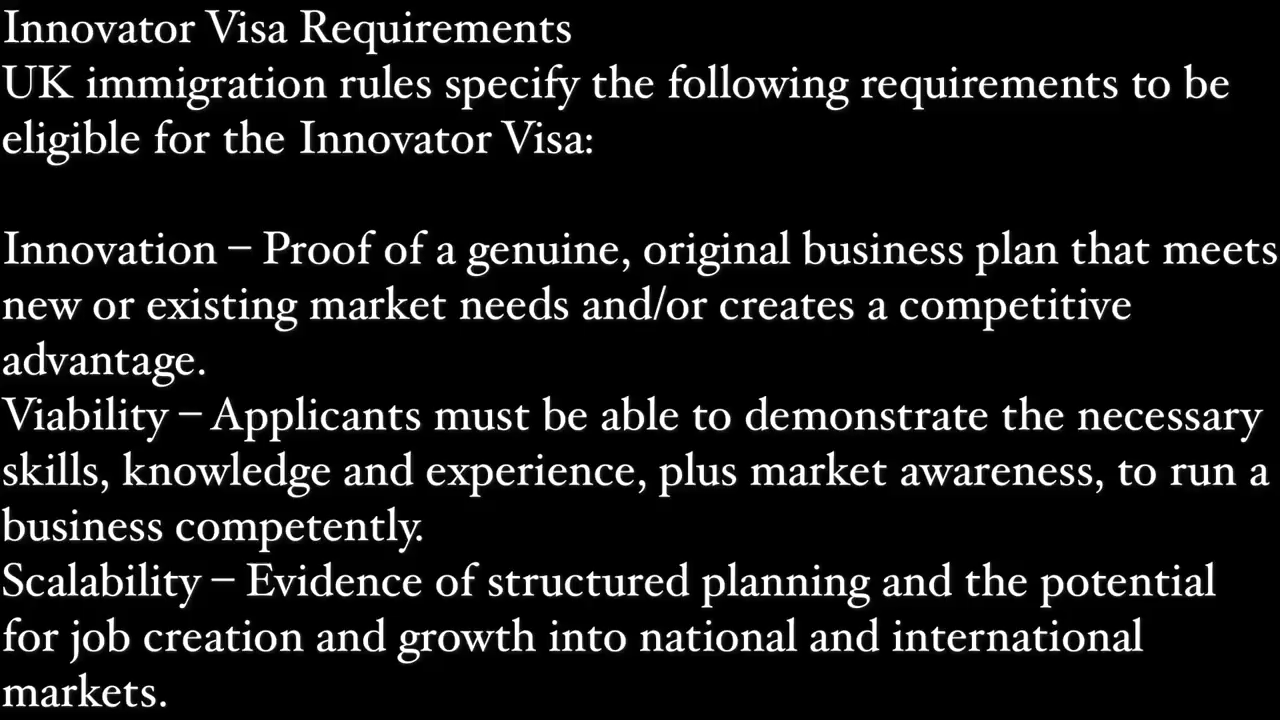 Innovator Visa Requirements
UK immigration rules specify the following requirements to be
eligible for the Innovator Visa:
Innovation – Proof of a genuine, original business plan that meets
new or existing market needs and/or creates a competitive
advantage.
Viability – Applicants must be able to demonstrate the necessary
skills, knowledge and experience, plus market awareness, to run a
business competently.
Scalability – Evidence of structured planning and the potential
for job creation and growth into national and international
markets.